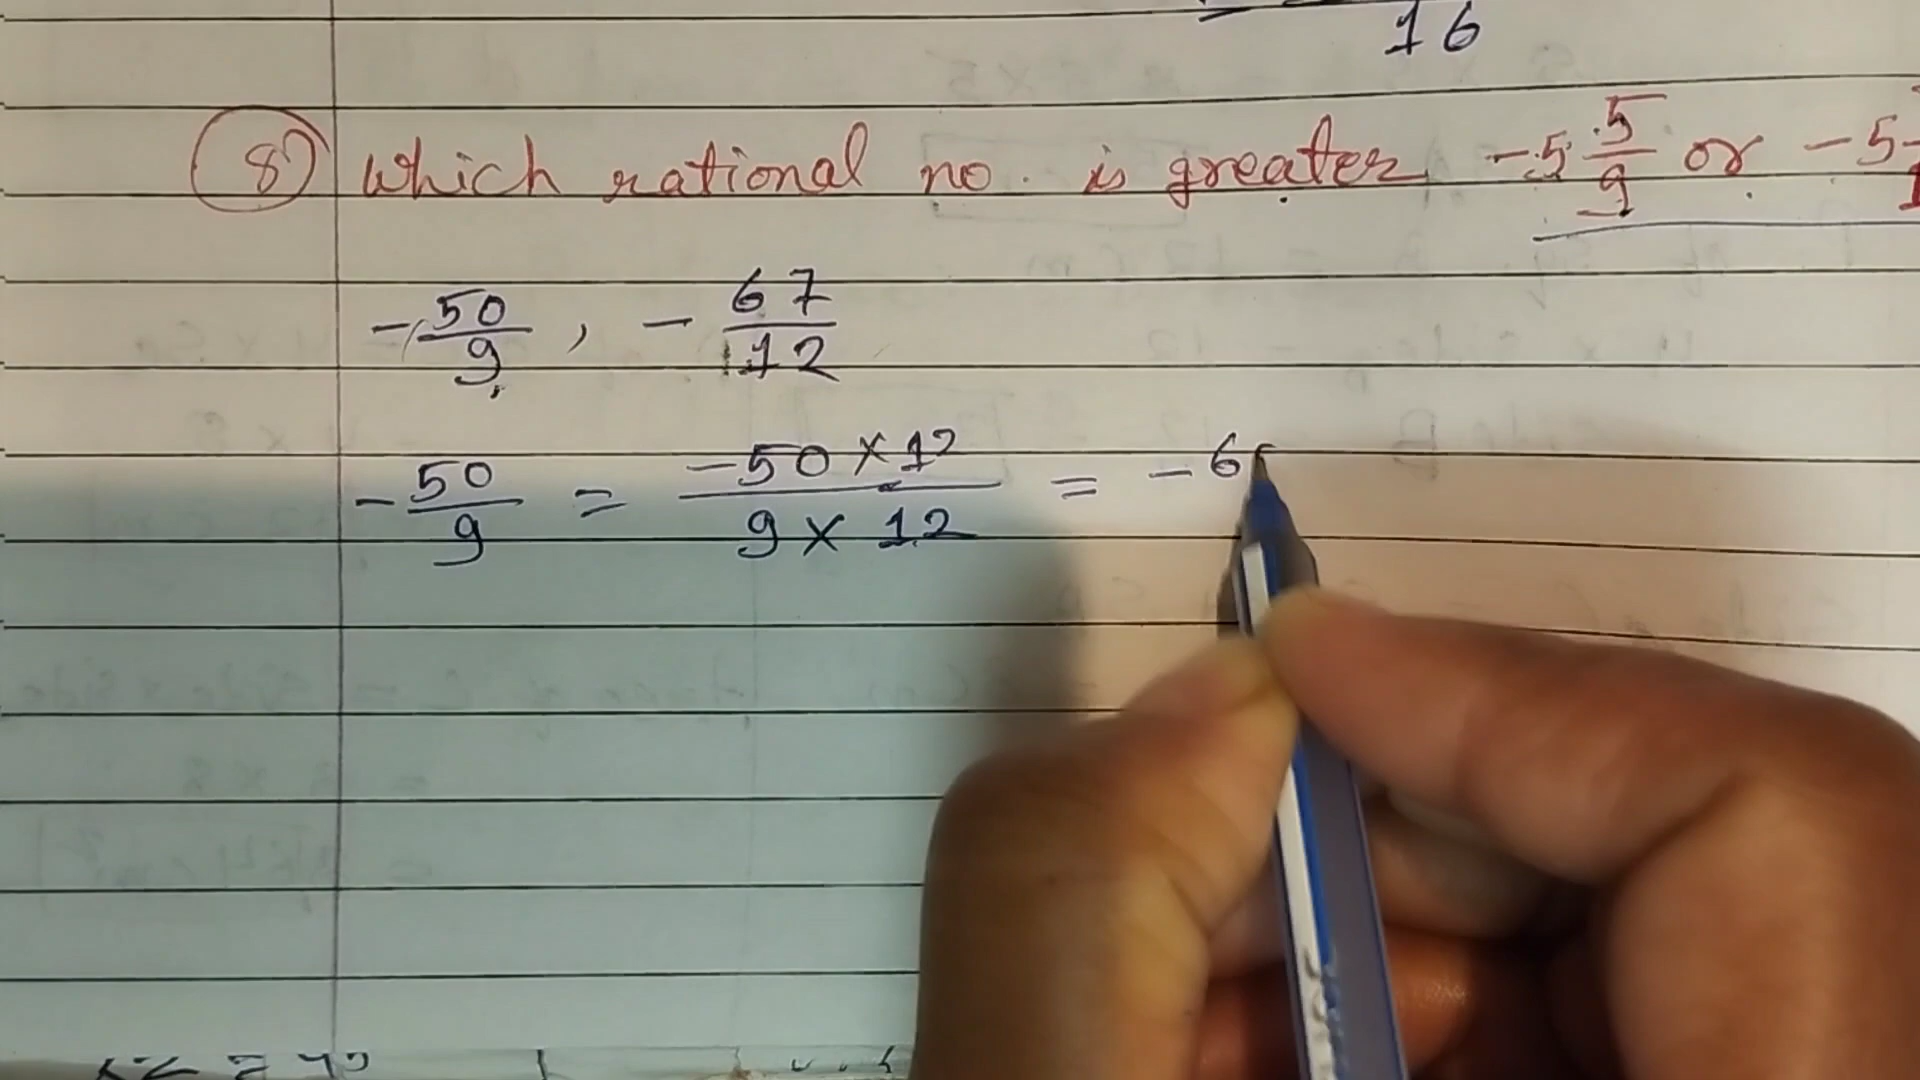 16
8 Which rational no. is greater, -5 5/9 or -5
-50/9, -67/12
-50/9 = -50×12/9×12 = -6